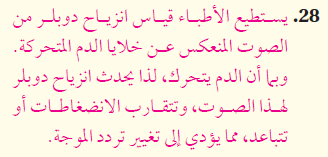 28. يستطيع الأطباء قياس انزياح دوبلر من
الصوت المنعكس عن خلايا الدم المتحركة.
وبما أن الدم يتحرك، لذا يحدث انزياح دوبلر
لهذا الصوت، وتتقارب الانضغاطات أو
تتباعد، مما يؤدي إلى تغيير تردد الموجة.